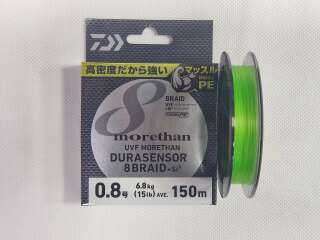 DAIWA
高密度だから強い
マッスル
PE
8
BRAID
UVF
morethan
UVF MORETHAN
DURASENSOR
8BRAID +Si²
0.8号
6.8kg
(15lb) AVE.
150m